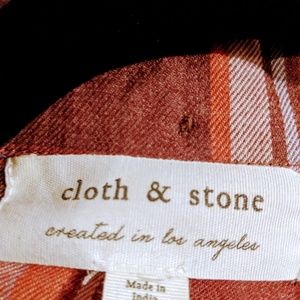 cloth & stone
created in los angeles
Made in
India